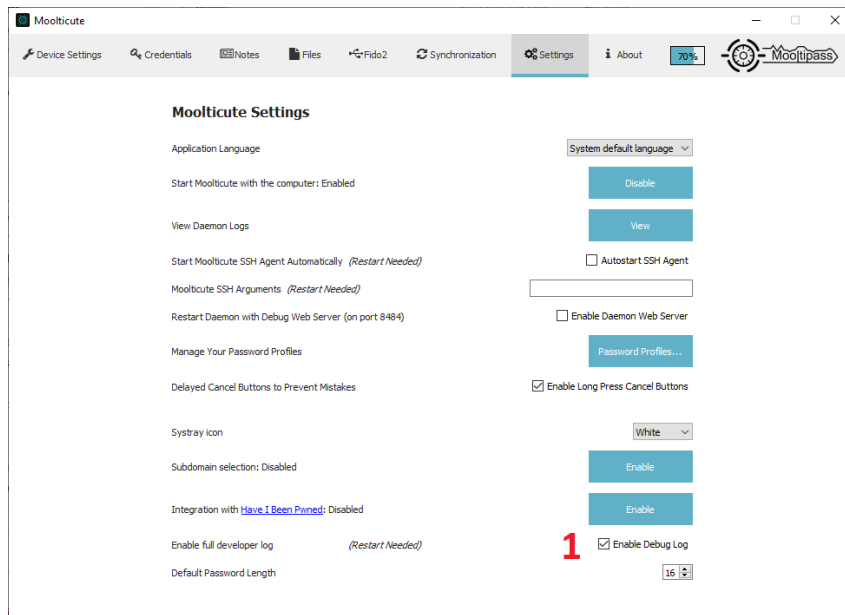 Moolticute
Device Settings Credentials Notes Files Fido2 Synchronization Settings About 70% Mooltipass
Moolticute Settings
Application Language System default language
Start Moolticute with the computer: Enabled Disable
View Daemon Logs View
Start Moolticute SSH Agent Automatically (Restart Needed) Autostart SSH Agent
Moolticute SSH Arguments (Restart Needed)
Restart Daemon with Debug Web Server (on port 8484) Enable Daemon Web Server
Manage Your Password Profiles Password Profiles...
Delayed Cancel Buttons to Prevent Mistakes Enable Long Press Cancel Buttons
Systray icon White
Subdomain selection: Disabled Enable
Integration with Have I Been Pwned: Disabled Enable
Enable full developer log (Restart Needed) 1 Enable Debug Log
Default Password Length 16